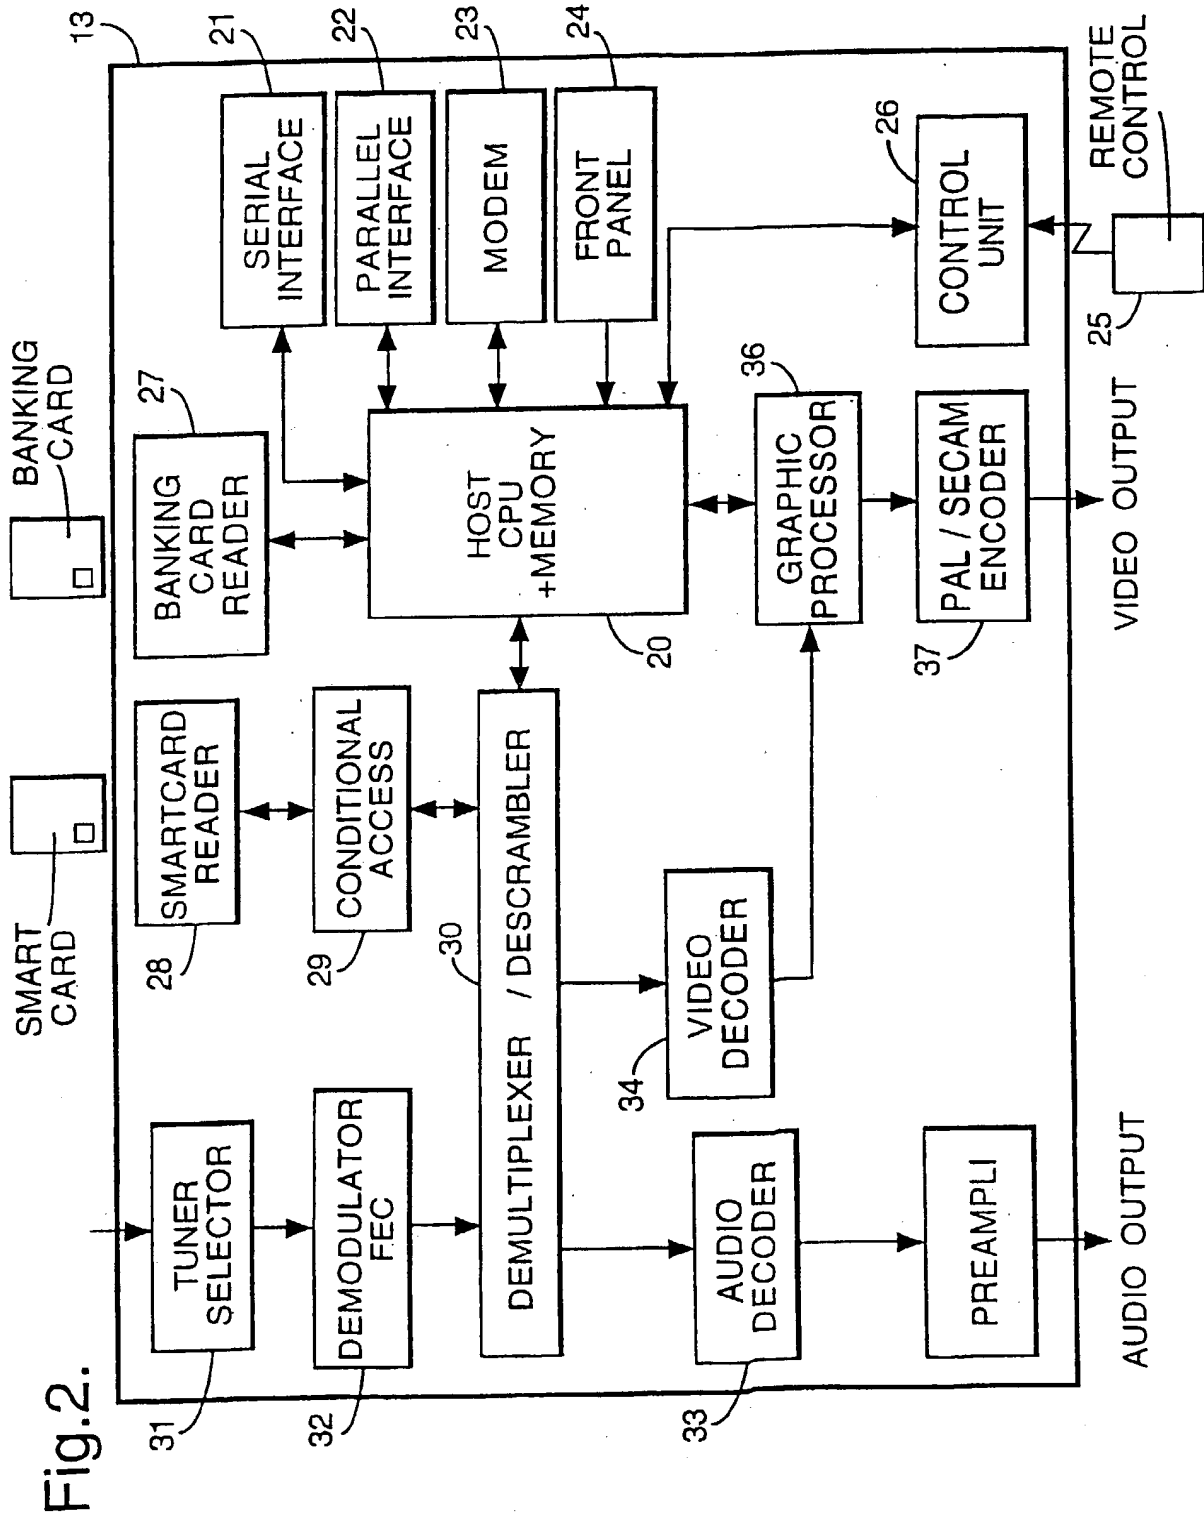 Fig.2.
SMART
CARD
BANKING
CARD
13
31
TUNER
SELECTOR
28
SMARTCARD
READER
27
BANKING
CARD
READER
21
SERIAL
INTERFACE
22
PARALLEL
INTERFACE
23
MODEM
24
FRONT
PANEL
32
DEMODULATOR
FEC
29
CONDITIONAL
ACCESS
30
DEMULTIPLEXER / DESCRAMBLER
HOST
CPU
+MEMORY
20
33
AUDIO
DECODER
34
VIDEO
DECODER
36
GRAPHIC
PROCESSOR
26
CONTROL
UNIT
PREAMPLI
37
PAL / SECAM
ENCODER
25
REMOTE
CONTROL
AUDIO OUTPUT
VIDEO OUTPUT